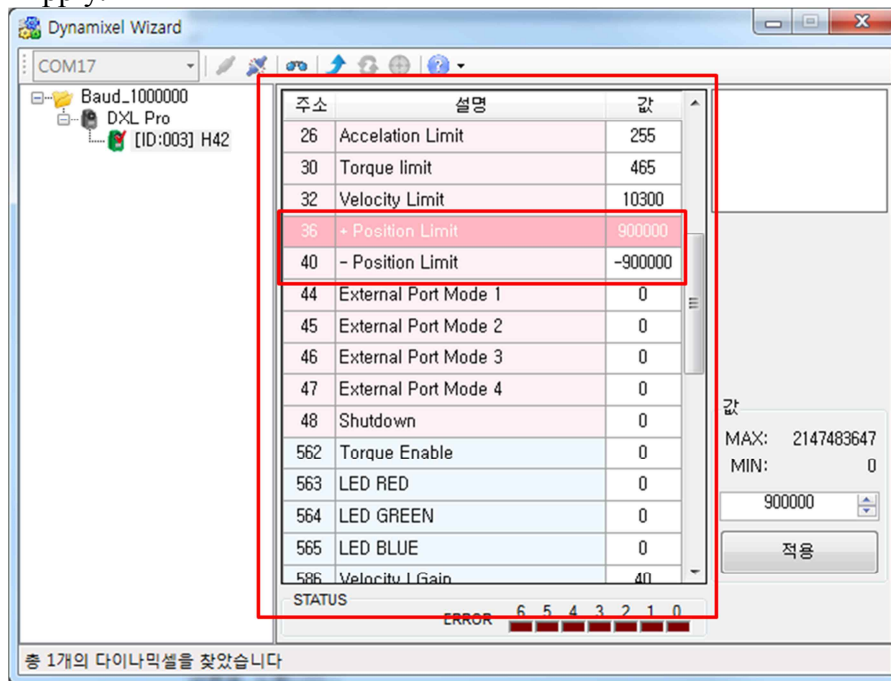 Dynamixel Wizard
COM17
Baud_1000000
DXL Pro
[ID:003] H42
주소 설명 값
26 Accelation Limit 255
30 Torque limit 465
32 Velocity Limit 10300
36 + Position Limit 900000
40 - Position Limit -900000
44 External Port Mode 1 0
45 External Port Mode 2 0
46 External Port Mode 3 0
47 External Port Mode 4 0
48 Shutdown 0
562 Torque Enable 0
563 LED RED 0
564 LED GREEN 0
565 LED BLUE 0
586 Velocity I Gain 40
값
MAX: 2147483647
MIN: 0
900000
적용
STATUS
ERROR 6 5 4 3 2 1 0
총 1개의 다이나믹셀을 찾았습니다